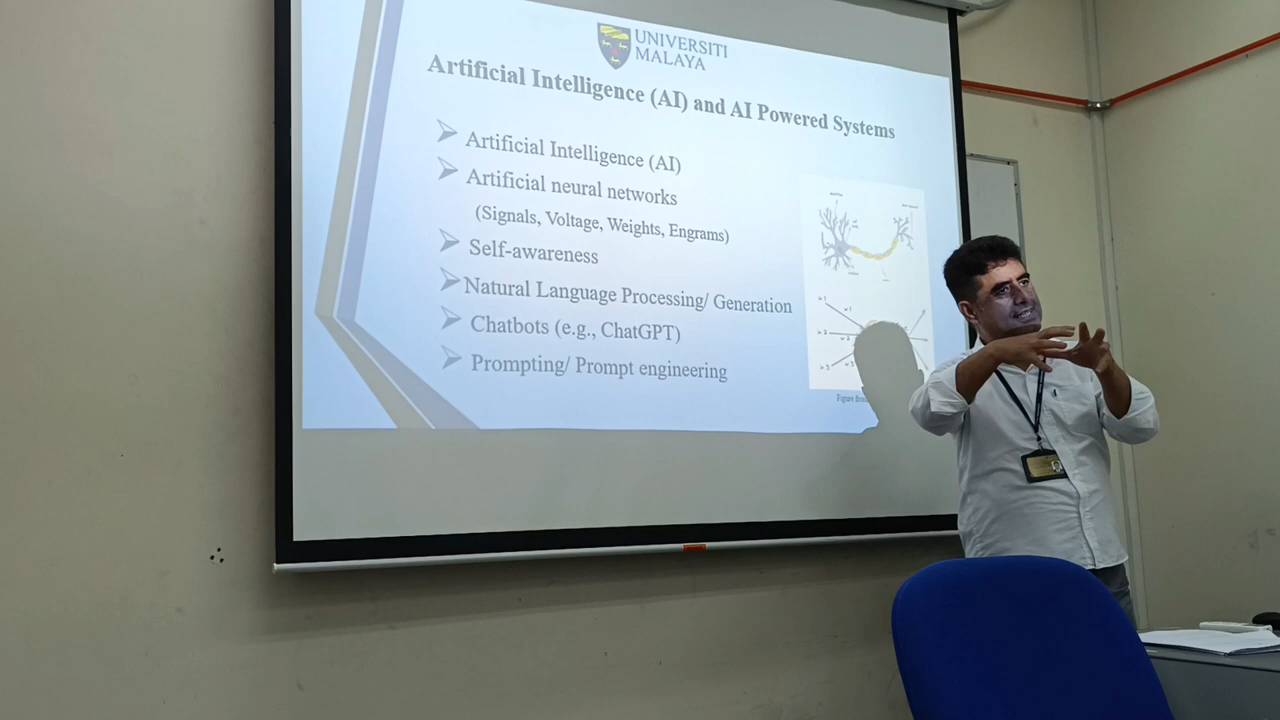 UNIVERSITI
MALAYA
Artificial Intelligence (AI) and AI Powered Systems
Artificial Intelligence (AI)
Artificial neural networks
(Signals, Voltage, Weights, Engrams)
Self-awareness
Natural Language Processing/ Generation
Chatbots (e.g., ChatGPT)
Prompting/ Prompt engineering
Figure